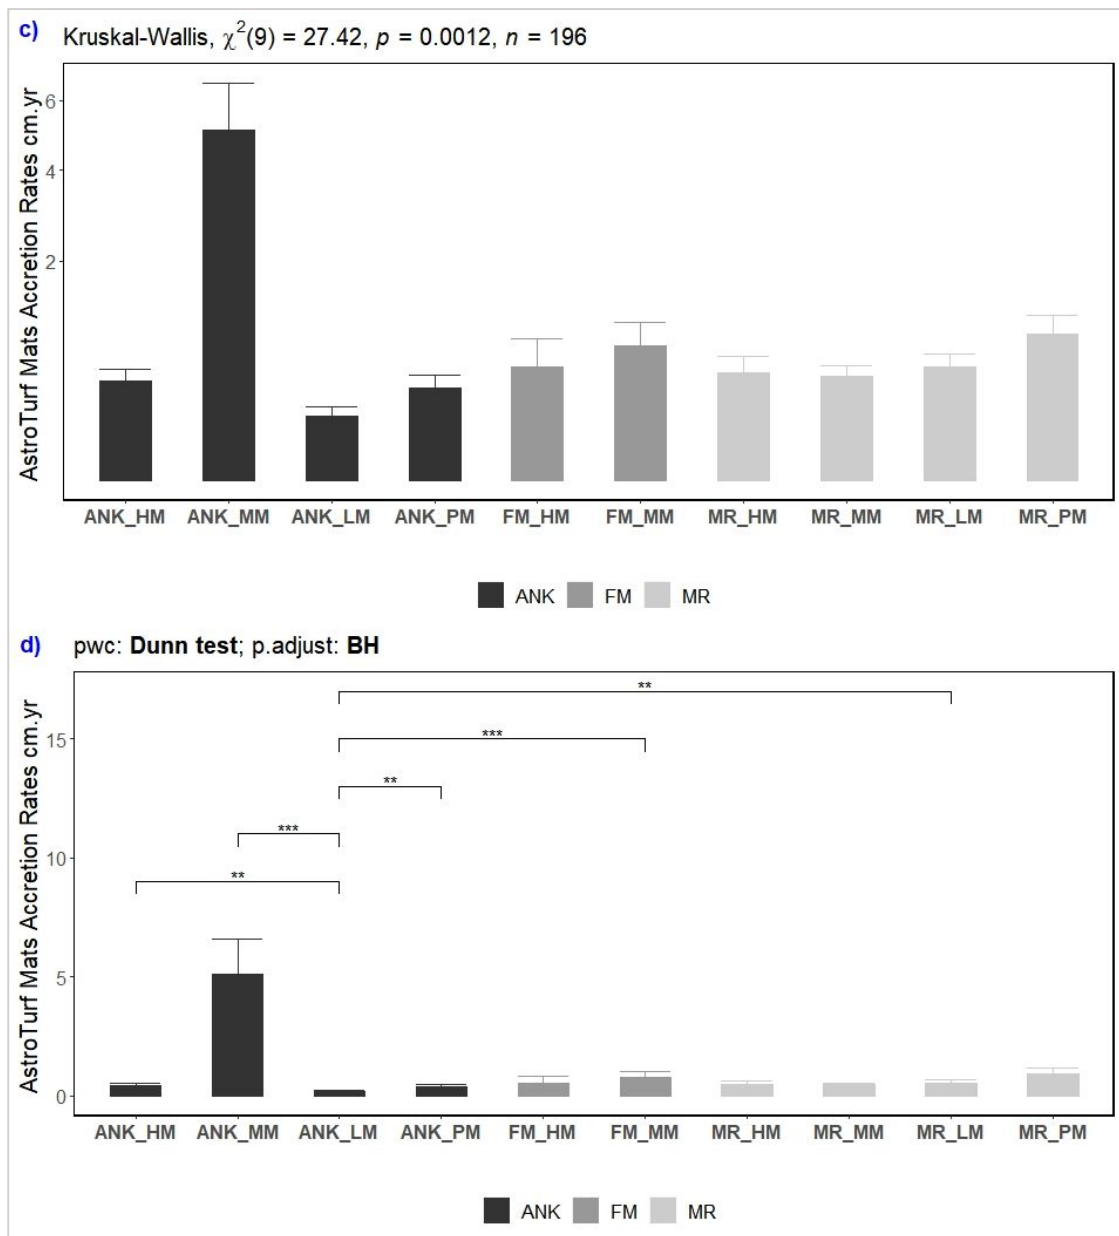 c) Kruskal-Wallis, χ²(9) = 27.42, p = 0.0012, n = 196
AstroTurf Mats Accretion Rates cm.yr
6
4
2
ANK_HM ANK_MM ANK_LM ANK_PM FM_HM FM_MM MR_HM MR_MM MR_LM MR_PM
ANK FM MR
d) pwc: Dunn test; p.adjust: BH
AstroTurf Mats Accretion Rates cm.yr
**
15
***
**
***
10
**
5
0
ANK_HM ANK_MM ANK_LM ANK_PM FM_HM FM_MM MR_HM MR_MM MR_LM MR_PM
ANK FM MR